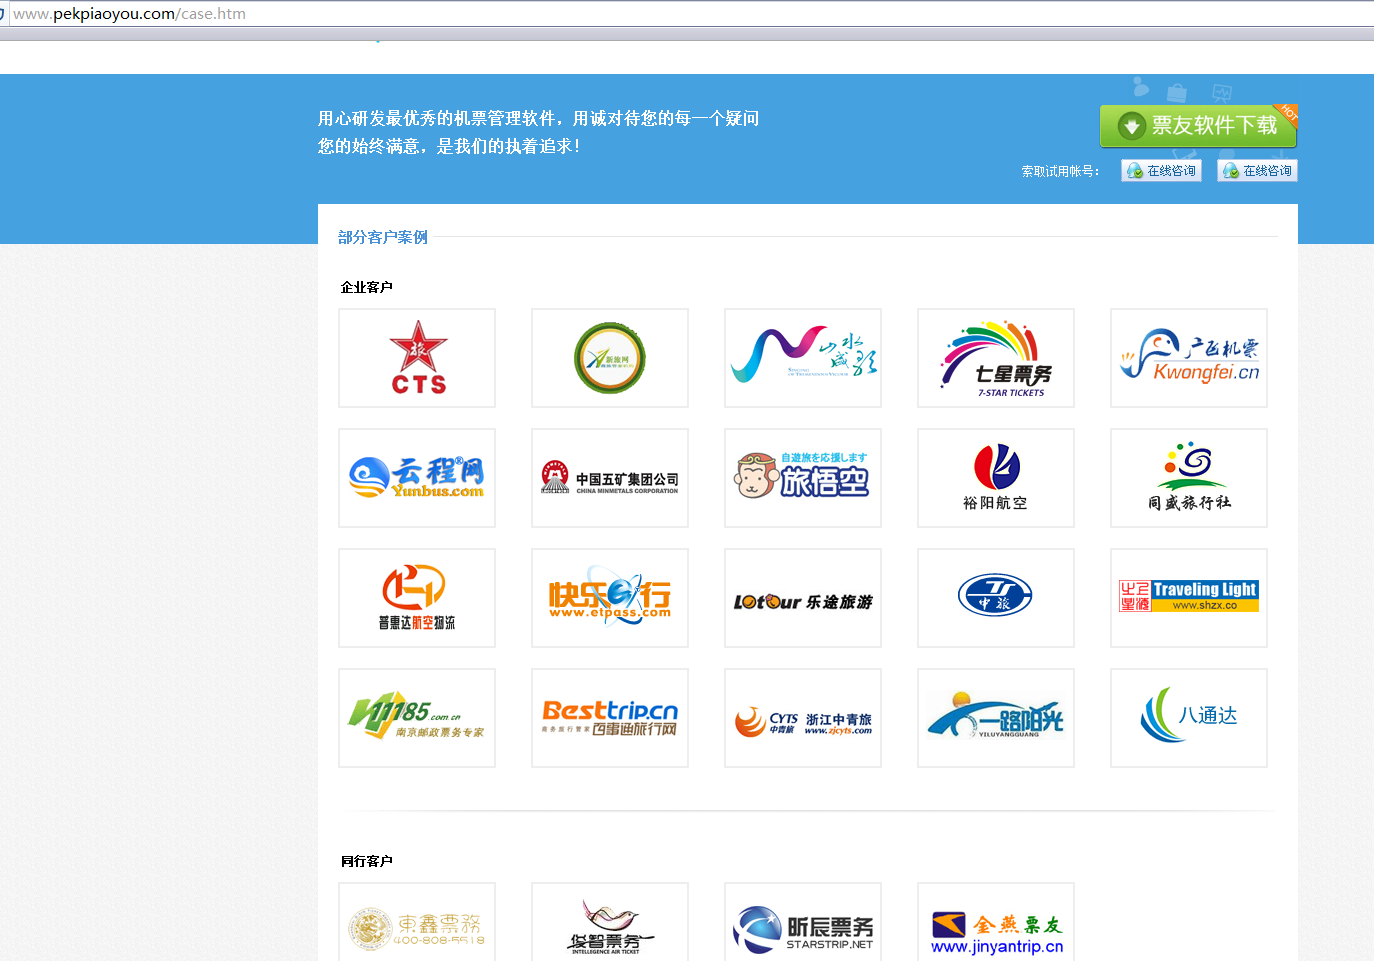 www.pekpiaoyou.com/case.htm
用心研发最优秀的机票管理软件，用诚对待您的每一个疑问
您的始终满意，是我们的执着追求！
票友软件下载
HOT
索取试用帐号：
在线咨询
在线咨询
部分客户案例
企业客户
旅
CTS
新旅网
山水盛影
七星票务
7-STAR TICKETS
广飞机票
Kwongfei.cn
云程网®
Yunbus.com
中国五矿集团公司
CHINA MINMETALS CORPORATION
自遊旅を応援します
旅悟空
裕阳航空
同盛旅行社
普惠达航空物流
快乐e行
www.etpass.com
LotOur 乐途旅游
中旅
Traveling Light
www.shzx.co
11185.com.cn
南京邮政票务专家
Besttrip.cn
商务旅行管家 百事通旅行网
CYTS 浙江中青旅
中青旅 www.zjcyts.com
一路阳光
YILUYANGGUANG
八通达
同行客户
東鑫票務
400-808-5518
俊智票务
INTELLEGENCE AIR TICKET
昕辰票务
STARSTRIP.NET
金燕票友
www.jinyantrip.cn